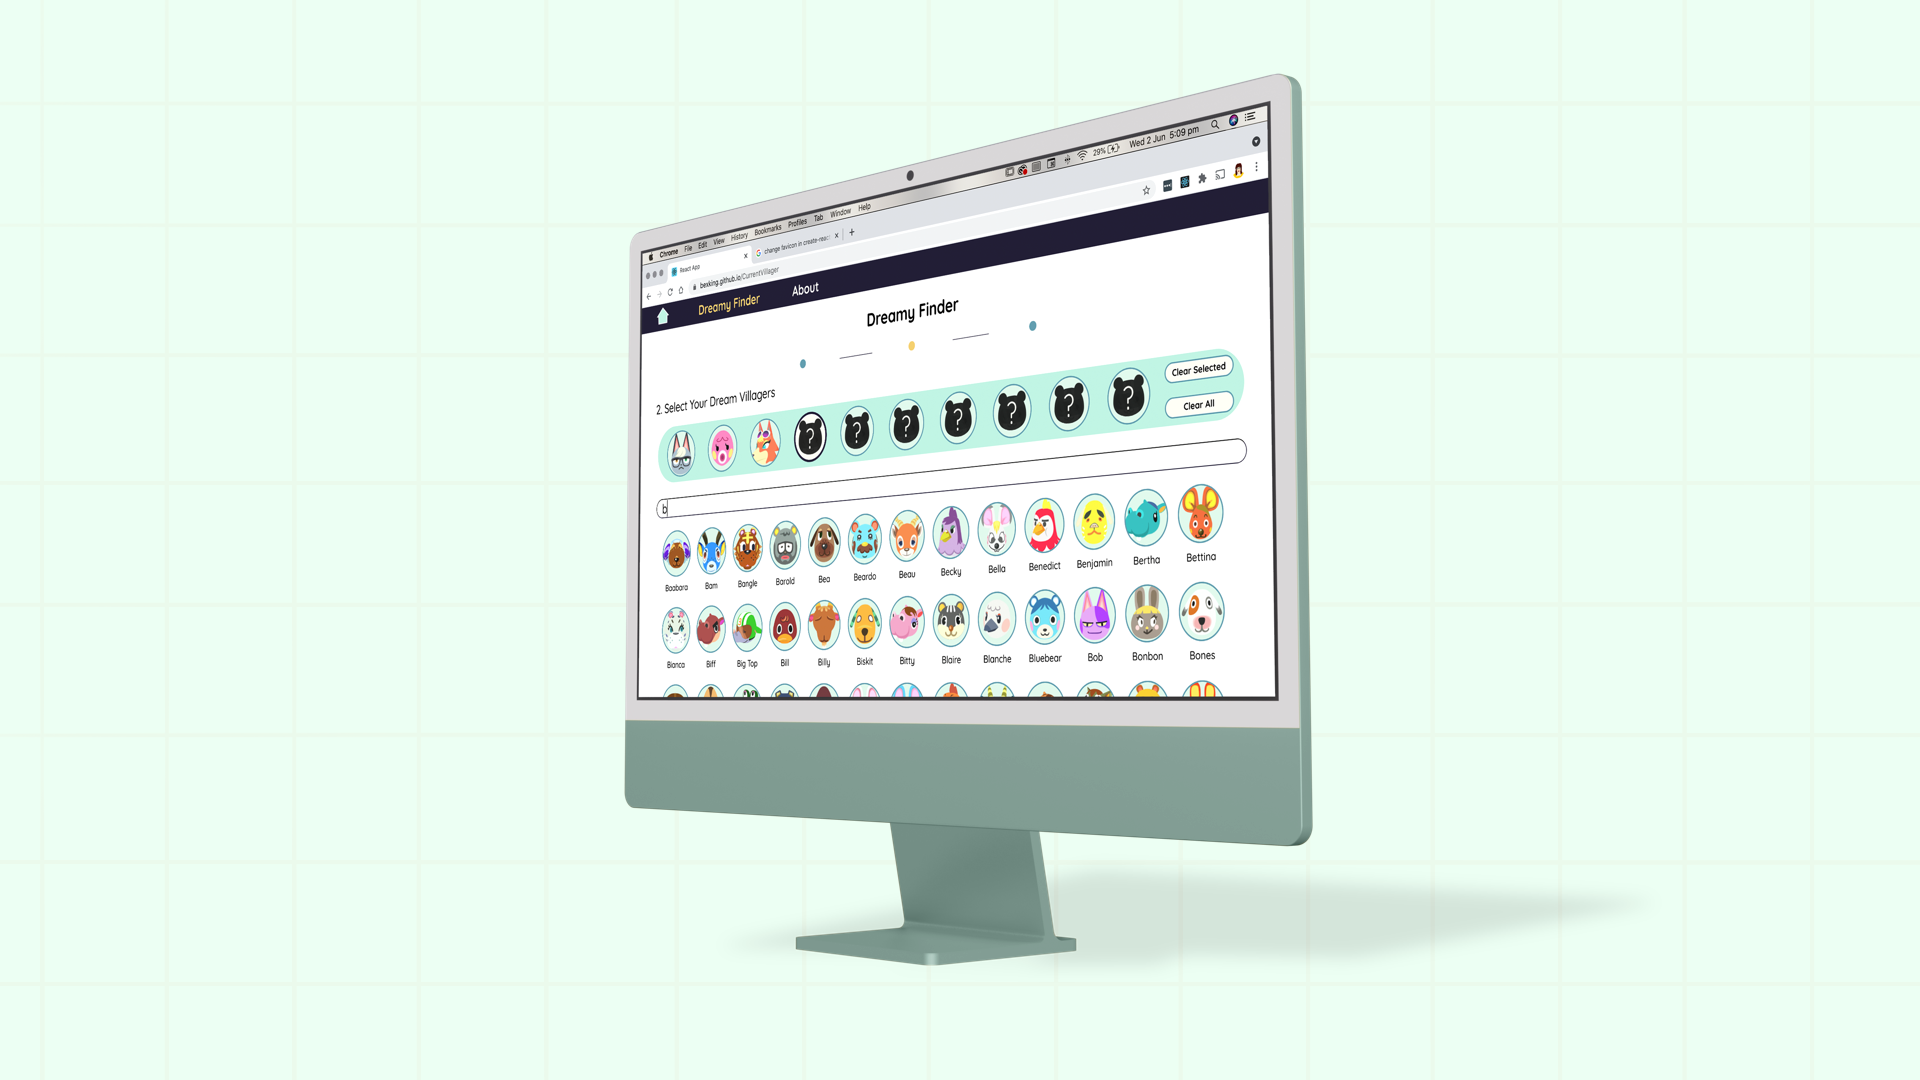 Chrome File Edit View History Bookmarks Profiles Tab Window Help 29% Wed 2 Jun 5:09 pm
React App × change favicon in create-reac × +
bexking.github.io/CurrentVillager
Dreamy Finder About
Dreamy Finder
2. Select Your Dream Villagers
? ? ? ? ? ? ?
Clear Selected
Clear All
b
Baabara Bam Bangle Barold Bea Beardo Beau Becky Bella Benedict Benjamin Bertha Bettina
Bianca Biff Big Top Bill Billy Biskit Bitty Blaire Blanche Bluebear Bob Bonbon Bones